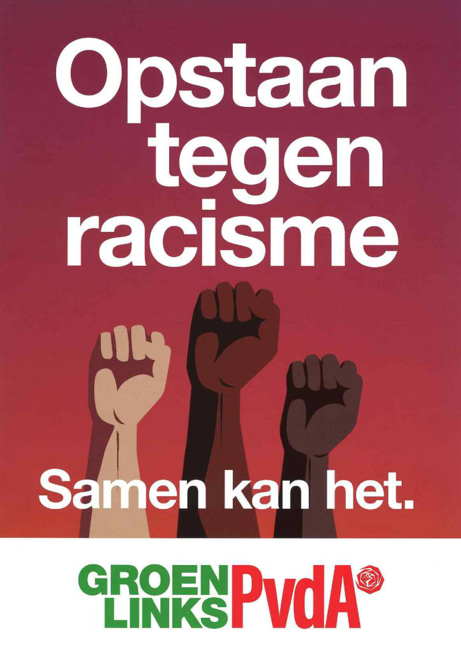 Opstaan
tegen
racisme
Samen kan het.
GROEN
LINKS PvdA